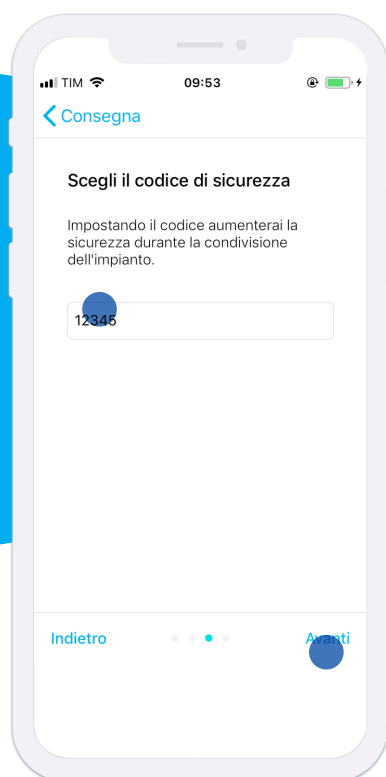 TIM 09:53
Consegna
Scegli il codice di sicurezza
Impostando il codice aumenterai la
sicurezza durante la condivisione
dell'impianto.
12345
Indietro Avanti